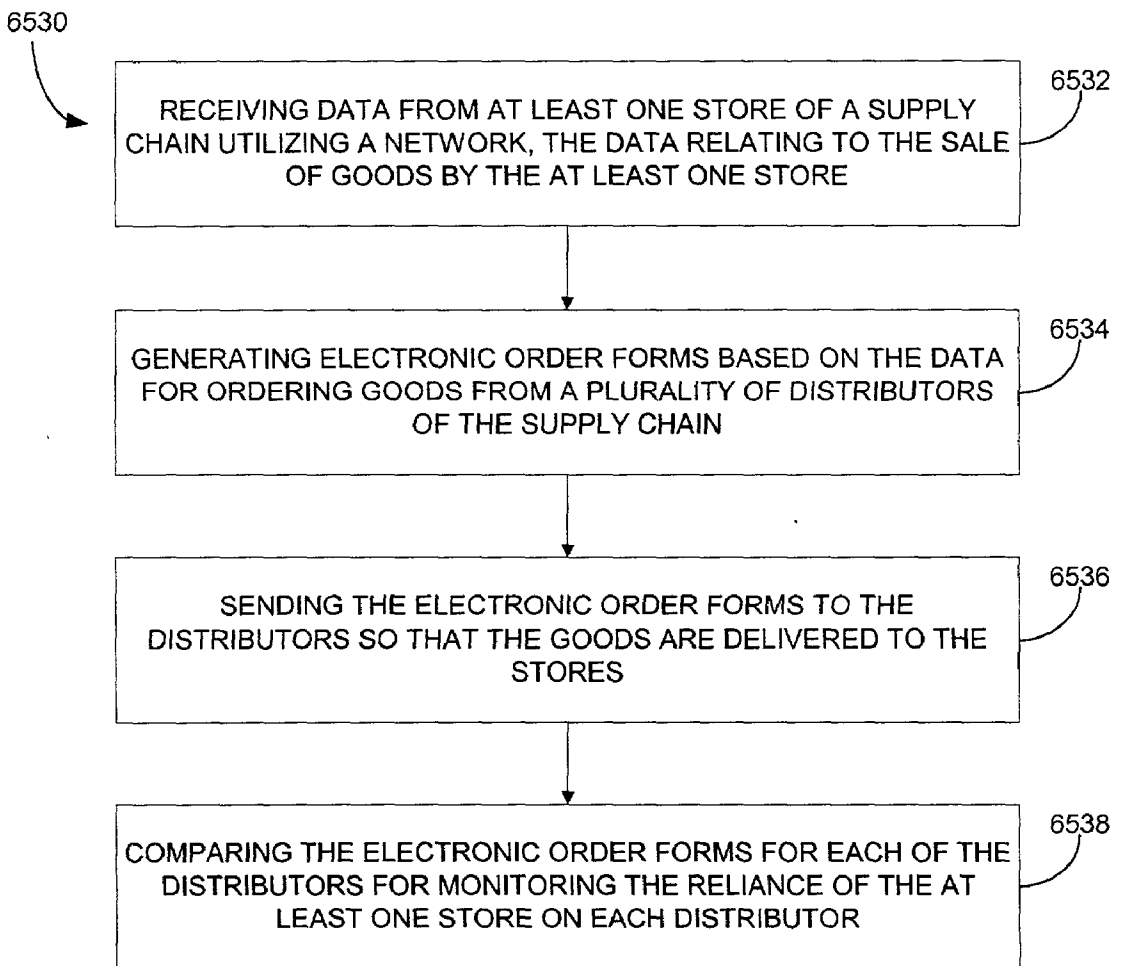 6530
6532
RECEIVING DATA FROM AT LEAST ONE STORE OF A SUPPLY
CHAIN UTILIZING A NETWORK, THE DATA RELATING TO THE SALE
OF GOODS BY THE AT LEAST ONE STORE
6534
GENERATING ELECTRONIC ORDER FORMS BASED ON THE DATA
FOR ORDERING GOODS FROM A PLURALITY OF DISTRIBUTORS
OF THE SUPPLY CHAIN
6536
SENDING THE ELECTRONIC ORDER FORMS TO THE
DISTRIBUTORS SO THAT THE GOODS ARE DELIVERED TO THE
STORES
6538
COMPARING THE ELECTRONIC ORDER FORMS FOR EACH OF THE
DISTRIBUTORS FOR MONITORING THE RELIANCE OF THE AT
LEAST ONE STORE ON EACH DISTRIBUTOR